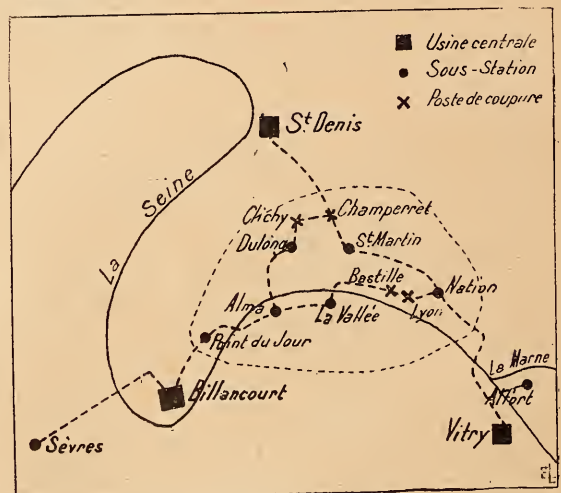 Usine centrale
Sous-Station
Poste de coupure
St Denis
La Seine
Clichy
Champerret
Dulong
St Martin
Bastille
Nation
Alma
La Vallée
Lyon
Point du Jour
La Marne
Alfort
Billancourt
Vitry
Sèvres